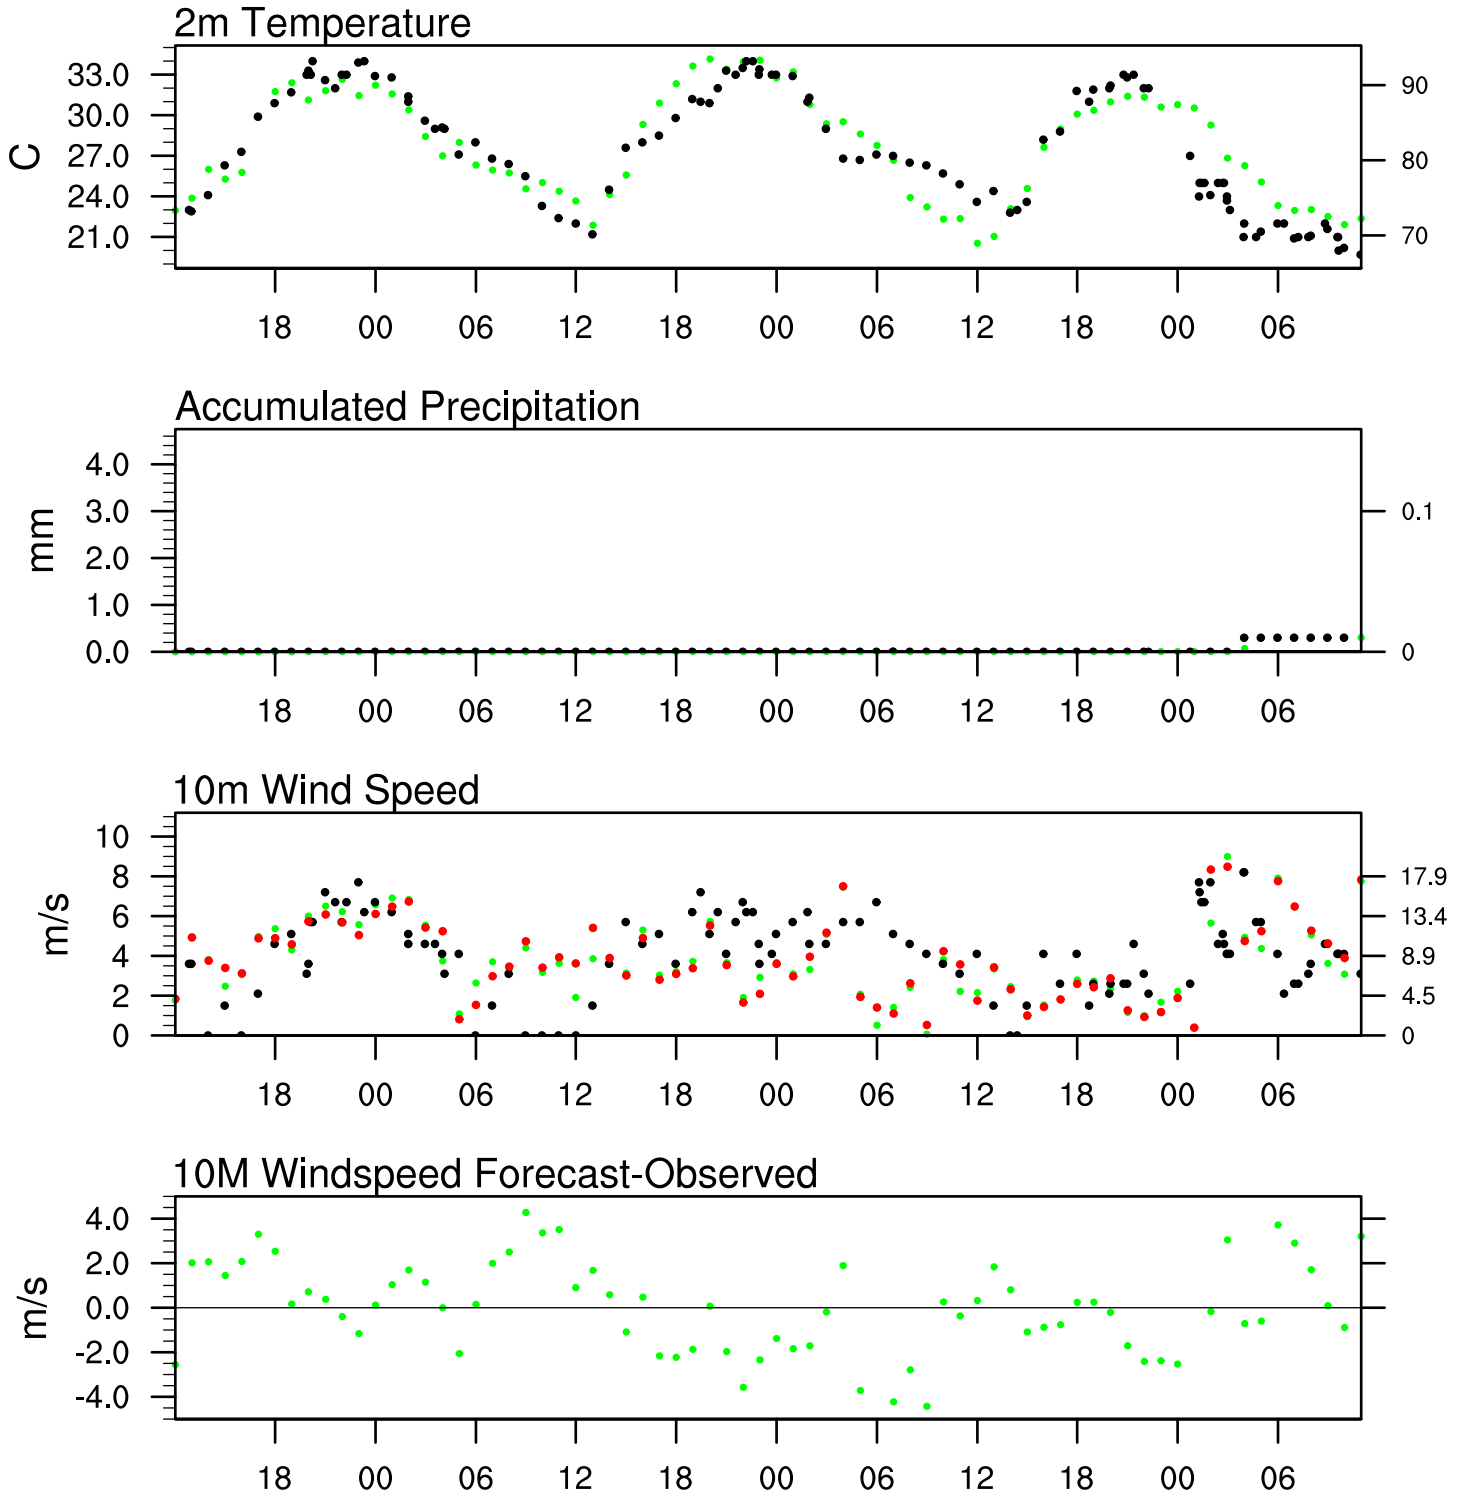 2m Temperature
C
33.0
30.0
27.0
24.0
21.0
90
80
70
18 00 06 12 18 00 06 12 18 00 06
Accumulated Precipitation
mm
4.0
3.0
2.0
1.0
0.0
0.1
0
18 00 06 12 18 00 06 12 18 00 06
10m Wind Speed
m/s
10
8
6
4
2
0
17.9
13.4
8.9
4.5
0
18 00 06 12 18 00 06 12 18 00 06
10M Windspeed Forecast-Observed
m/s
4.0
2.0
0.0
-2.0
-4.0
18 00 06 12 18 00 06 12 18 00 06